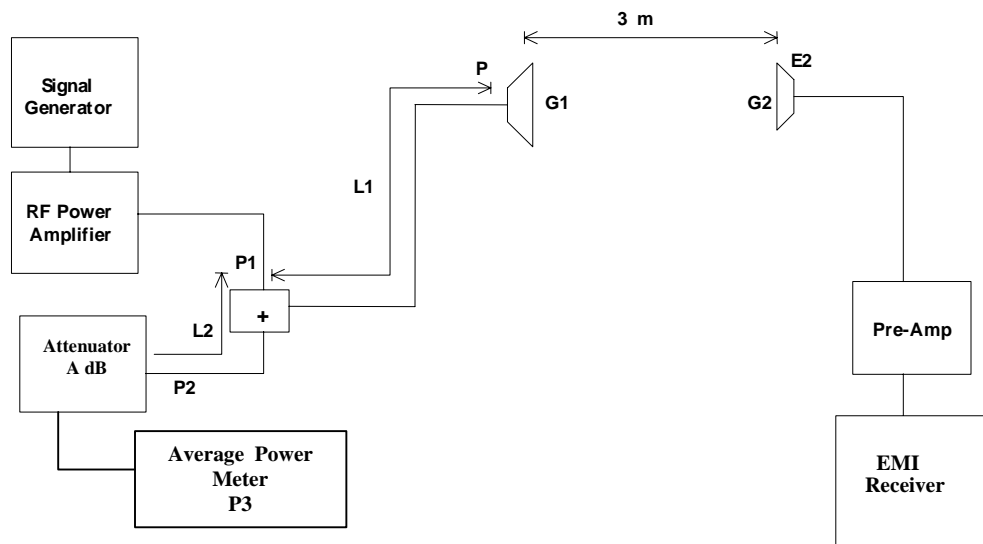 3 m
Signal
Generator
P
E2
G1
G2
L1
RF Power
Amplifier
P1
+
L2
Attenuator
A dB
P2
Pre-Amp
Average Power
Meter
P3
EMI
Receiver